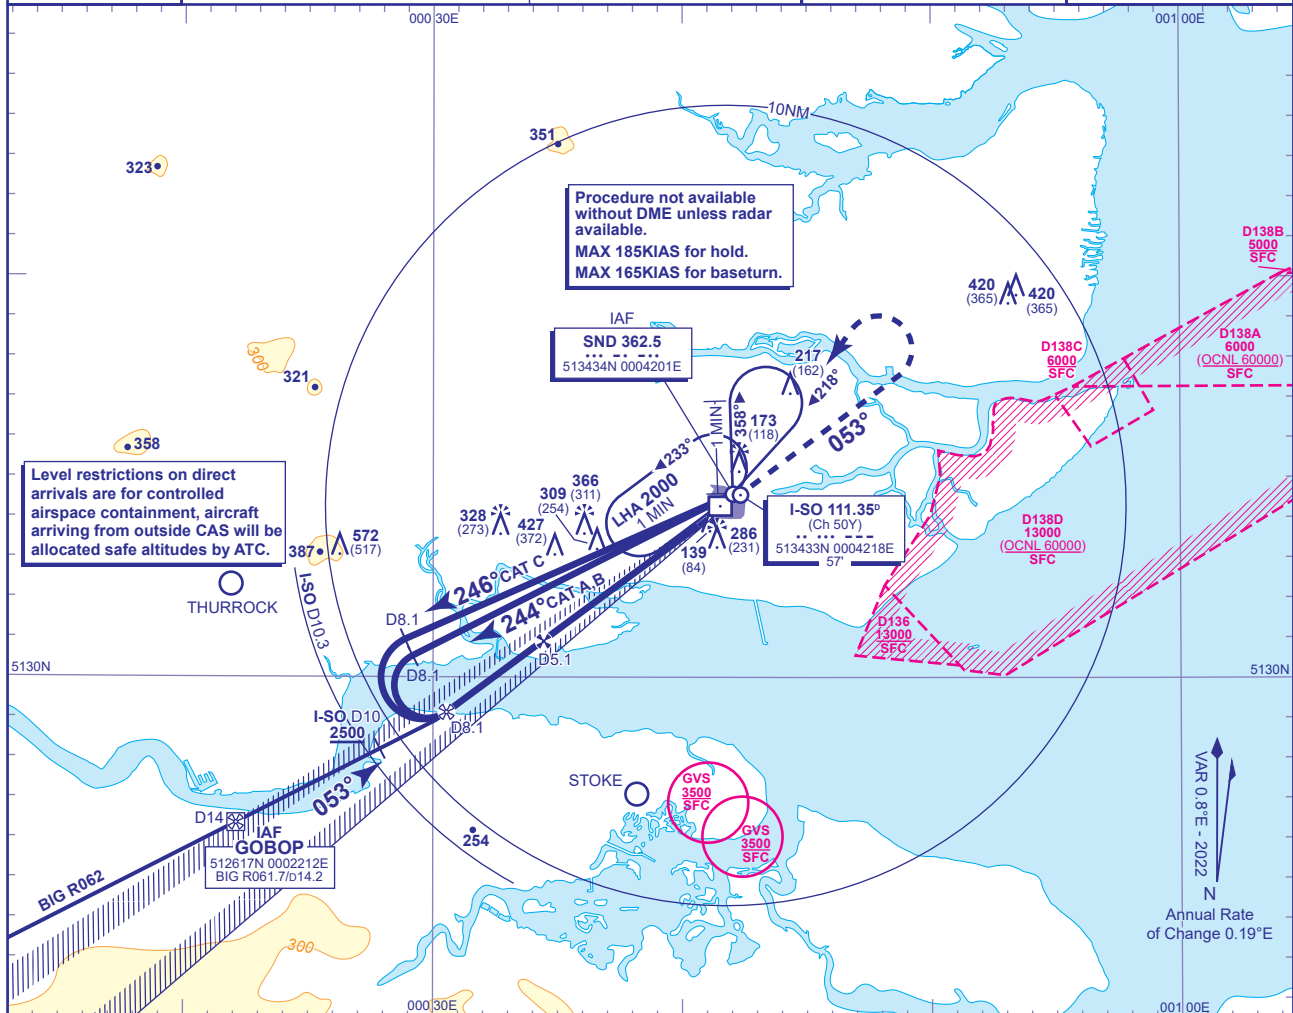 000 30E
001 00E
10NM
351
323
Procedure not available
without DME unless radar
available.
MAX 185KIAS for hold.
MAX 165KIAS for baseturn.
D138B
5000
SFC
420
(365)
420
(365)
IAF
SND 362.5
··· -· -··
513434N 0004201E
217
(162)
218°
D138C
6000
SFC
D138A
6000
(OCNL 60000)
SFC
300
321
358
358°
1 MIN
173
(118)
053°
233°
LHA 2000
1 MIN
Level restrictions on direct
arrivals are for controlled
airspace containment, aircraft
arriving from outside CAS will be
allocated safe altitudes by ATC.
366
(311)
309
(254)
328
(273)
427
(372)
572
(517)
387
I-SO 111.35D
(Ch 50Y)
·· ··· ---
513433N 0004218E
57'
286
(231)
139
(84)
D138D
13000
(OCNL 60000)
SFC
THURROCK
I-SO D10.3
246° CAT C
244° CAT A,B
D8.1
D8.1
D5.1
D8.1
D136
13000
SFC
5130N
5130N
I-SO D10
2500
053°
STOKE
GVS
3500
SFC
GVS
3500
SFC
D14
IAF
GOBOP
512617N 0002212E
BIG R061.7/D14.2
254
BIG R062
300
VAR 0.8°E - 2022
N
Annual Rate
of Change 0.19°E
000 30E
001 00E